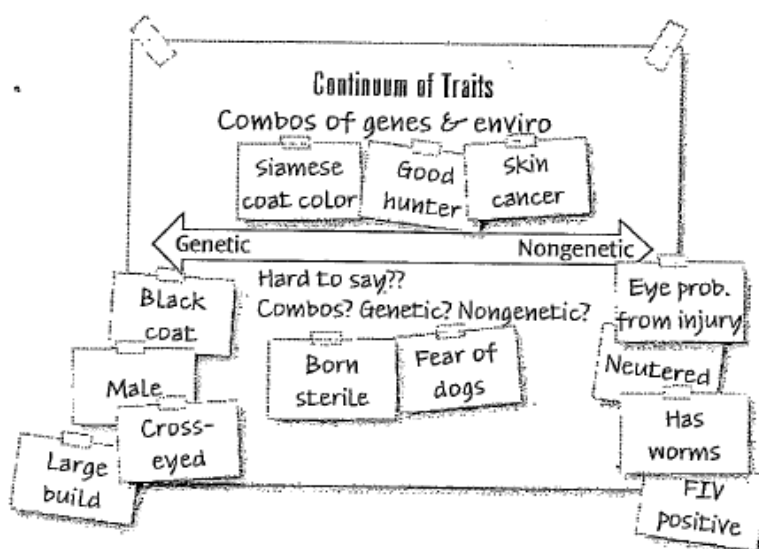 Continuum of Traits
Combos of genes & enviro
Siamese
coat color
Good
hunter
Skin
cancer
Genetic
Nongenetic
Hard to say??
Combos? Genetic? Nongenetic?
Black
coat
Male
Cross-
eyed
Large
build
Born
sterile
Fear of
dogs
Eye prob.
from injury
Neutered
Has
worms
FIV
positive